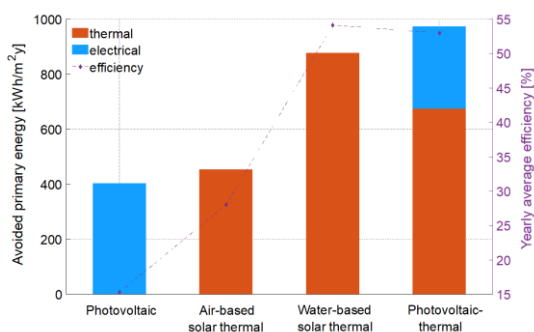 1000
800
600
400
200
0
Avoided primary energy [kWh/m²y]
thermal
electrical
efficiency
55
50
45
40
35
30
25
20
15
Yearly average efficiency [%]
Photovoltaic
Air-based
solar thermal
Water-based
solar thermal
Photovoltaic-
thermal